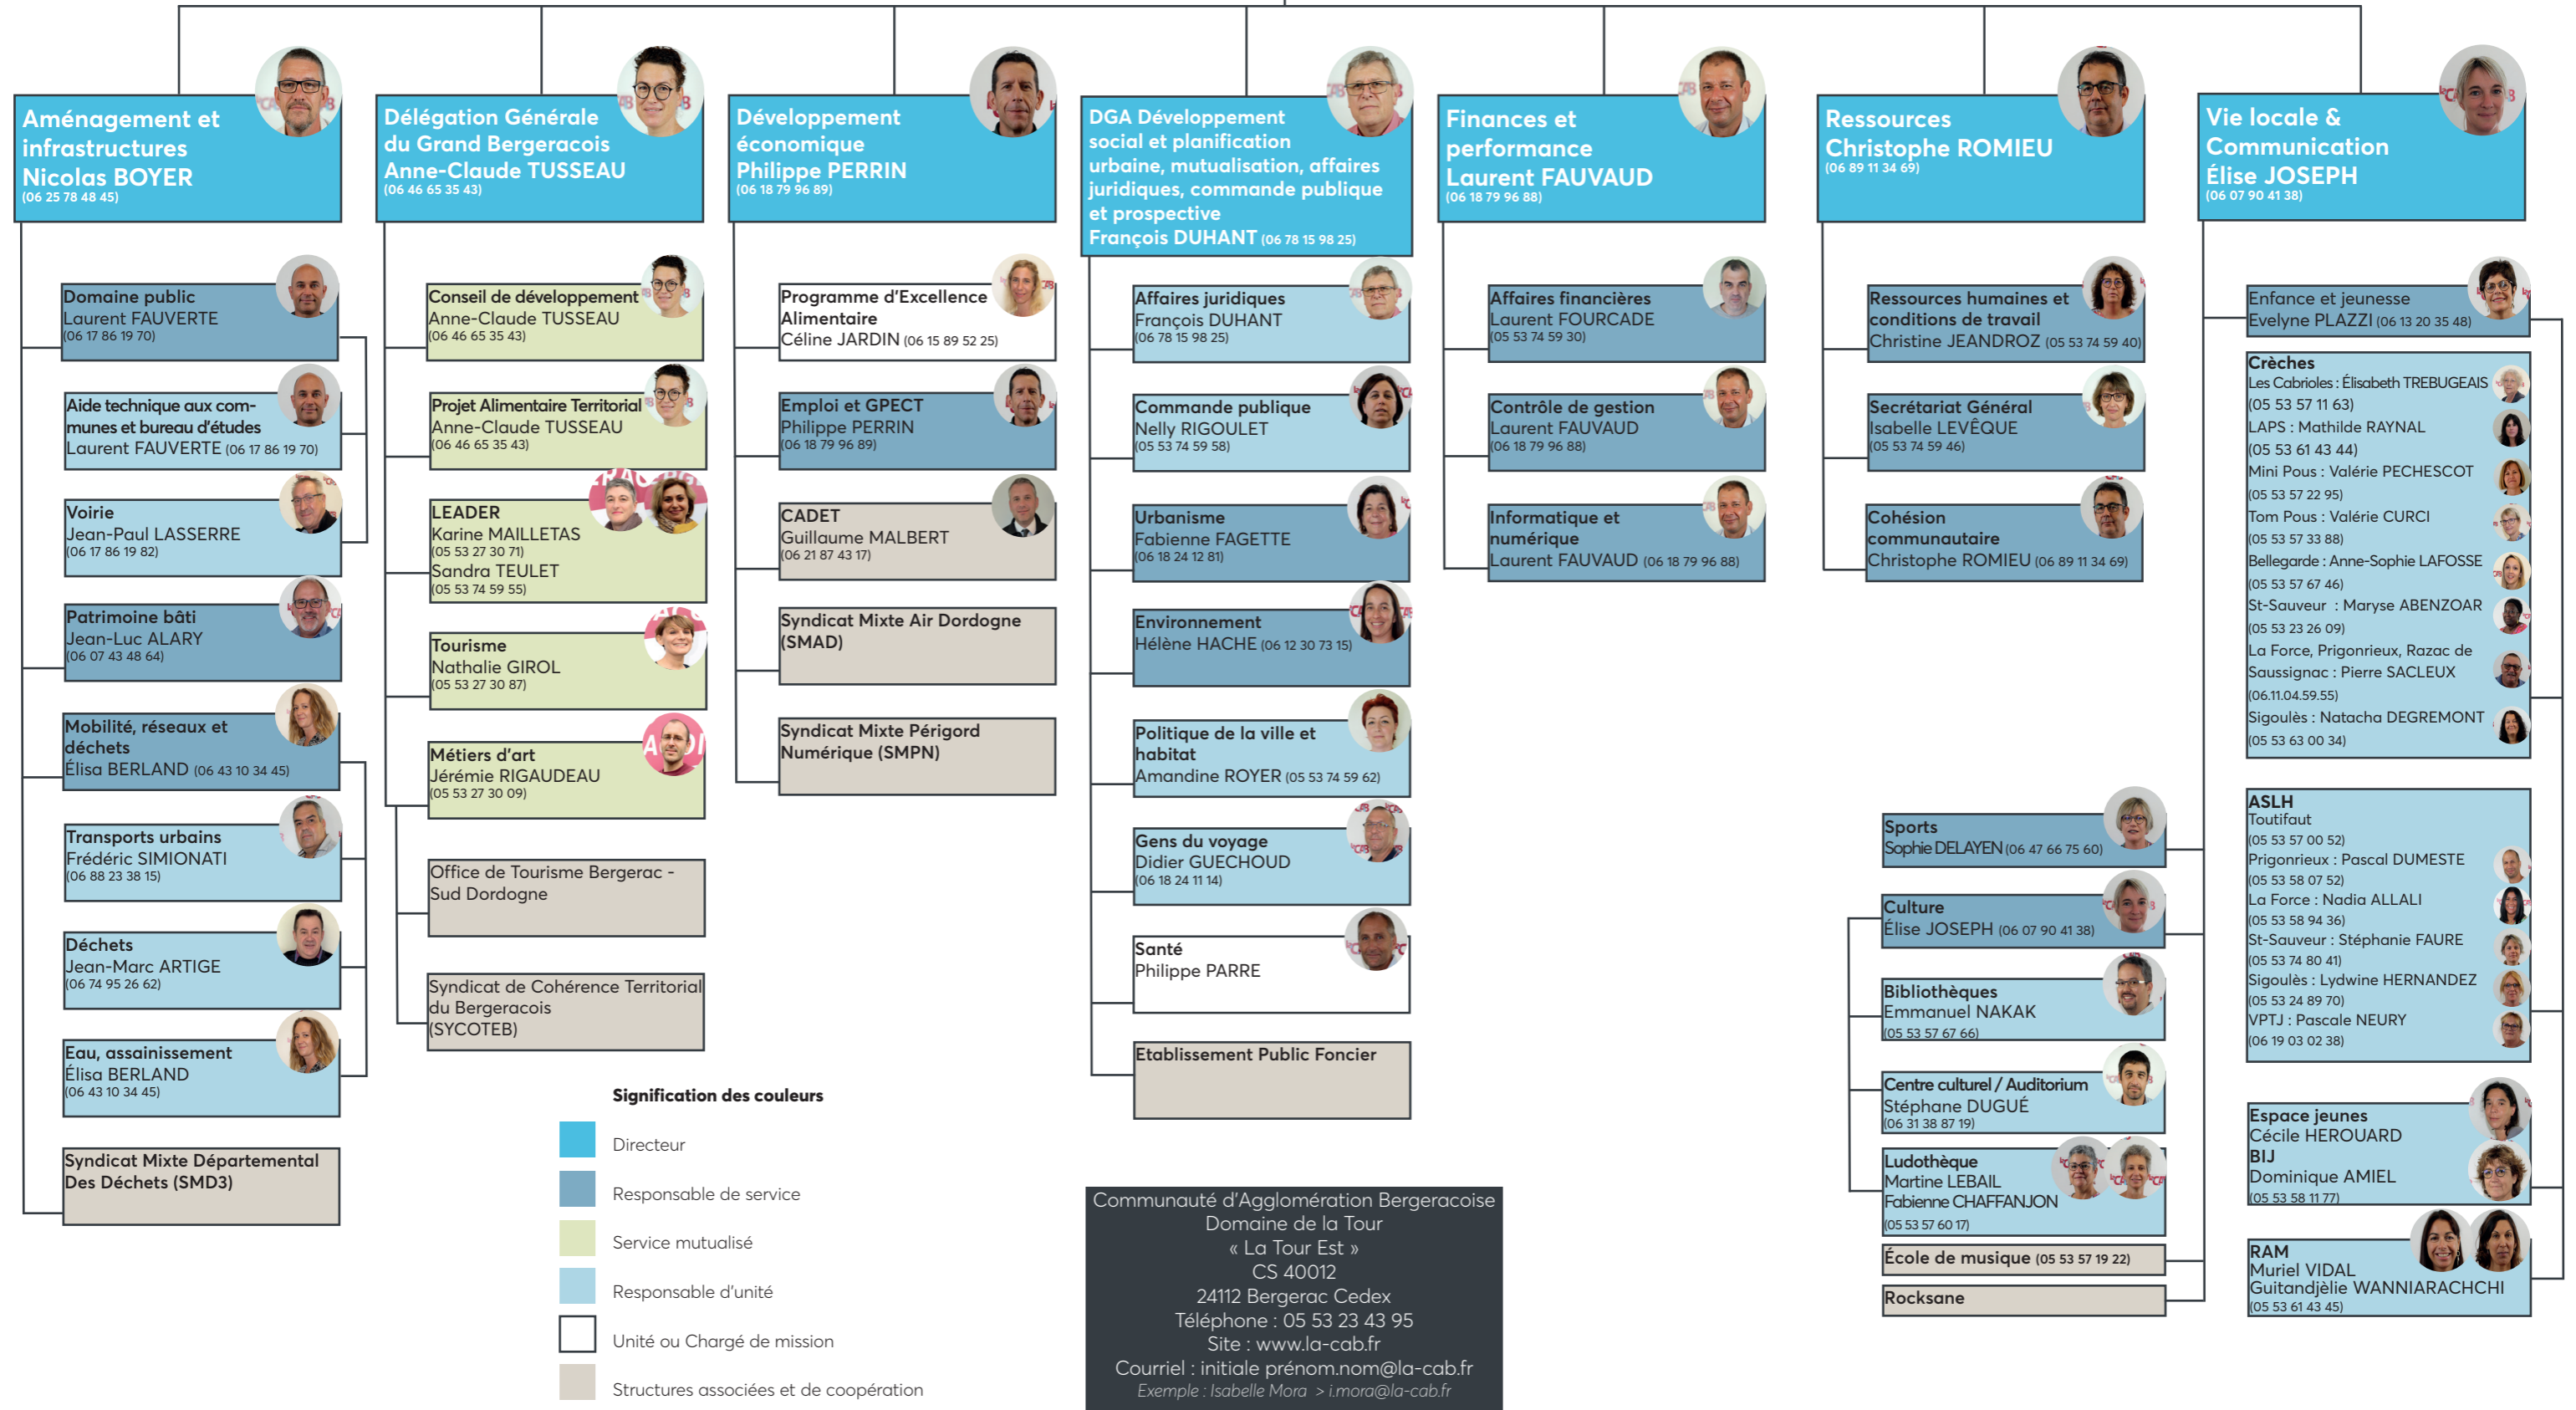 Aménagement et
infrastructures
Nicolas BOYER
(06 25 78 48 45)
Domaine public
Laurent FAUVERTE
(06 17 86 19 70)
Aide technique aux com-
munes et bureau d'études
Laurent FAUVERTE (06 17 86 19 70)
Voirie
Jean-Paul LASSERRE
(06 17 86 19 82)
Patrimoine bâti
Jean-Luc ALARY
(06 07 43 48 64)
Mobilité, réseaux et
déchets
Élisa BERLAND (06 43 10 34 45)
Transports urbains
Frédéric SIMIONATI
(06 88 23 38 15)
Déchets
Jean-Marc ARTIGE
(06 74 95 26 62)
Eau, assainissement
Élisa BERLAND
(06 43 10 34 45)
Syndicat Mixte Départemental
Des Déchets (SMD3)
Délégation Générale
du Grand Bergeracois
Anne-Claude TUSSEAU
(06 46 65 35 43)
Conseil de développement
Anne-Claude TUSSEAU
(06 46 65 35 43)
Projet Alimentaire Territorial
Anne-Claude TUSSEAU
(06 46 65 35 43)
LEADER
Karine MAILLETAS
(05 53 27 30 71)
Sandra TEULET
(05 53 74 59 55)
Tourisme
Nathalie GIROL
(05 53 27 30 87)
Métiers d'art
Jérémie RIGAUDEAU
(05 53 27 30 09)
Office de Tourisme Bergerac -
Sud Dordogne
Syndicat de Cohérence Territorial
du Bergeracois
(SYCOTEB)
Développement
économique
Philippe PERRIN
(06 18 79 96 89)
Programme d'Excellence
Alimentaire
Céline JARDIN (06 15 89 52 25)
Emploi et GPECT
Philippe PERRIN
(06 18 79 96 89)
CADET
Guillaume MALBERT
(06 21 87 43 17)
Syndicat Mixte Air Dordogne
(SMAD)
Syndicat Mixte Périgord
Numérique (SMPN)
DGA Développement
social et planification
urbaine, mutualisation, affaires
juridiques, commande publique
et prospective
François DUHANT (06 78 15 98 25)
Affaires juridiques
François DUHANT
(06 78 15 98 25)
Commande publique
Nelly RIGOULET
(05 53 74 59 58)
Urbanisme
Fabienne FAGETTE
(06 18 24 12 81)
Environnement
Hélène HACHE (06 12 30 73 15)
Politique de la ville et
habitat
Amandine ROYER (05 53 74 59 62)
Gens du voyage
Didier GUECHOUD
(06 18 24 11 14)
Santé
Philippe PARRE
Etablissement Public Foncier
Finances et
performance
Laurent FAUVAUD
(06 18 79 96 88)
Affaires financières
Laurent FOURCADE
(05 53 74 59 30)
Contrôle de gestion
Laurent FAUVAUD
(06 18 79 96 88)
Informatique et
numérique
Laurent FAUVAUD (06 18 79 96 88)
Ressources
Christophe ROMIEU
(06 89 11 34 69)
Ressources humaines et
conditions de travail
Christine JEANDROZ (05 53 74 59 40)
Secrétariat Général
Isabelle LEVÊQUE
(05 53 74 59 46)
Cohésion
communautaire
Christophe ROMIEU (06 89 11 34 69)
Vie locale &
Communication
Élise JOSEPH
(06 07 90 41 38)
Sports
Sophie DELAYEN (06 47 66 75 60)
Culture
Élise JOSEPH (06 07 90 41 38)
Bibliothèques
Emmanuel NAKAK
(05 53 57 67 66)
Centre culturel / Auditorium
Stéphane DUGUÉ
(06 31 38 87 19)
Ludothèque
Martine LEBAIL
Fabienne CHAFFANJON
(05 53 57 60 17)
École de musique (05 53 57 19 22)
Rocksane
Enfance et jeunesse
Evelyne PLAZZI (06 13 20 35 48)
Crèches
Les Cabrioles : Élisabeth TREBUGEAIS
(05 53 57 11 63)
LAPS : Mathilde RAYNAL
(05 53 61 43 44)
Mini Pous : Valérie PECHESCOT
(05 53 57 22 95)
Tom Pous : Valérie CURCI
(05 53 57 33 88)
Bellegarde : Anne-Sophie LAFOSSE
(05 53 57 67 46)
St-Sauveur : Maryse ABENZOAR
(05 53 23 26 09)
La Force, Prigonrieux, Razac de
Saussignac : Pierre SACLEUX
(06.11.04.59.55)
Sigoulès : Natacha DEGREMONT
(05 53 63 00 34)
ASLH
Toutifaut
(05 53 57 00 52)
Prigonrieux : Pascal DUMESTE
(05 53 58 07 52)
La Force : Nadia ALLALI
(05 53 58 94 36)
St-Sauveur : Stéphanie FAURE
(05 53 74 80 41)
Sigoulès : Lydwine HERNANDEZ
(05 53 24 89 70)
VPTJ : Pascale NEURY
(06 19 03 02 38)
Espace jeunes
Cécile HEROUARD
BIJ
Dominique AMIEL
(05 53 58 11 77)
RAM
Muriel VIDAL
Guitandjèlie WANNIARACHCHI
(05 53 61 43 45)
Signification des couleurs
Directeur
Responsable de service
Service mutualisé
Responsable d'unité
Unité ou Chargé de mission
Structures associées et de coopération
Communauté d'Agglomération Bergeracoise
Domaine de la Tour
« La Tour Est »
CS 40012
24112 Bergerac Cedex
Téléphone : 05 53 23 43 95
Site : www.la-cab.fr
Courriel : initiale prénom.nom@la-cab.fr
Exemple : Isabelle Mora > i.mora@la-cab.fr